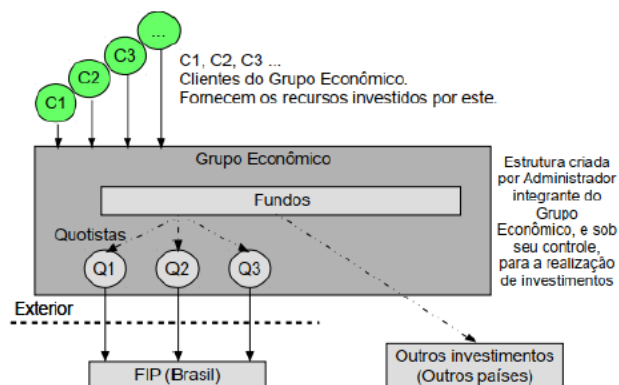 ...
C3
C2
C1
C1, C2, C3 ...
Clientes do Grupo Econômico.
Fornecem os recursos investidos por este.
Grupo Econômico
Fundos
Quotistas
Q1
Q2
Q3
Estrutura criada
por Administrador
integrante do
Grupo
Econômico, e sob
seu controle,
para a realização
de investimentos
Exterior
FIP (Brasil)
Outros investimentos
(Outros países)